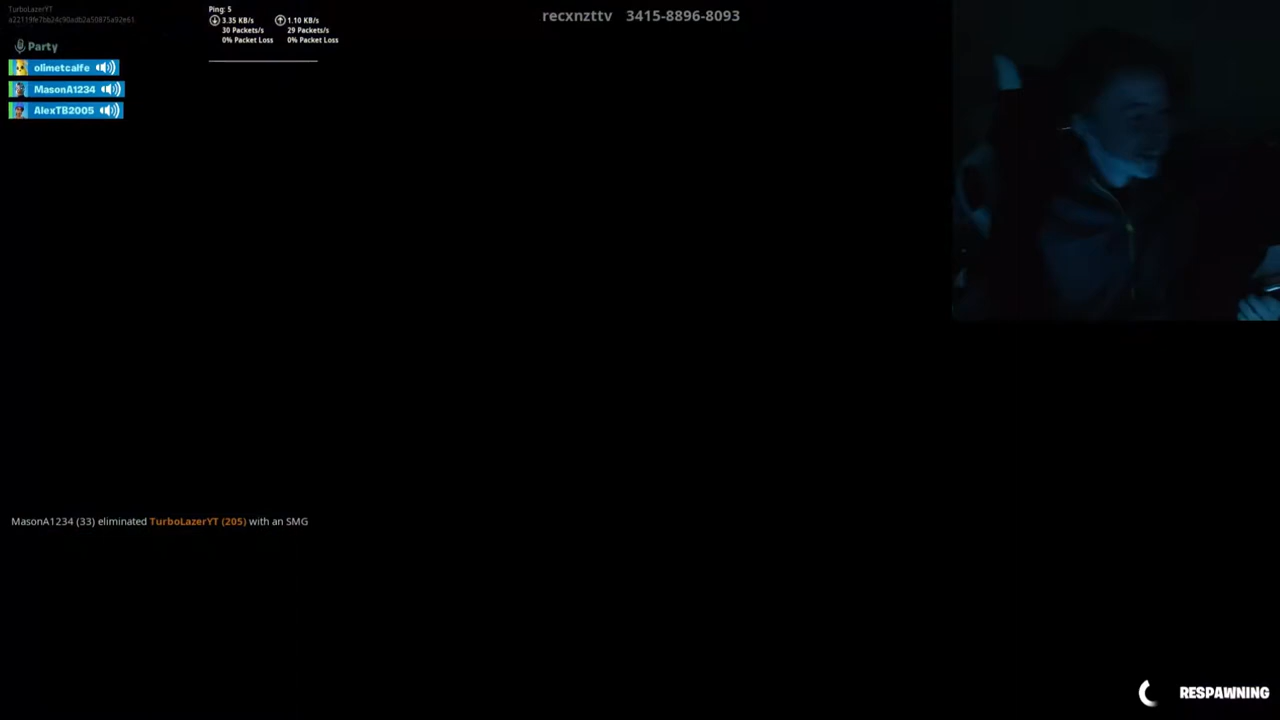 TurboLazerYT
Ping: 5
3.35 KB/s 1.10 KB/s
30 Packets/s 29 Packets/s
0% Packet Loss 0% Packet Loss
recxnzttv 3415-8896-8093
Party
olimetcalfe
MasonA1234
AlexTB2005
MasonA1234 (33) eliminated TurboLazerYT (205) with an SMG
RESPAWNING